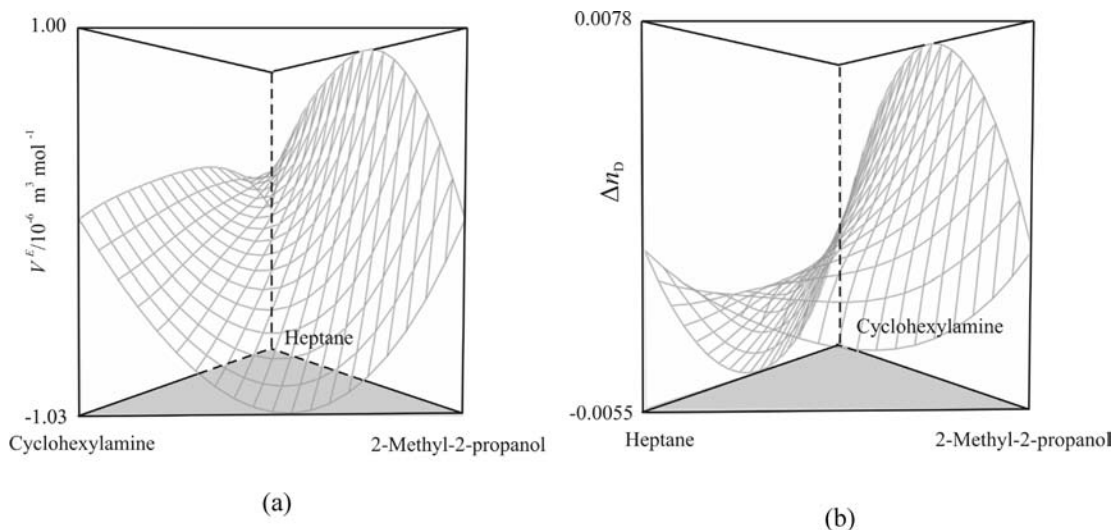 1.00
V^E/10^-6 m^3 mol^-1
Heptane
-1.03
Cyclohexylamine
2-Methyl-2-propanol
(a)
0.0078
Δn_D
Cyclohexylamine
-0.0055
Heptane
2-Methyl-2-propanol
(b)